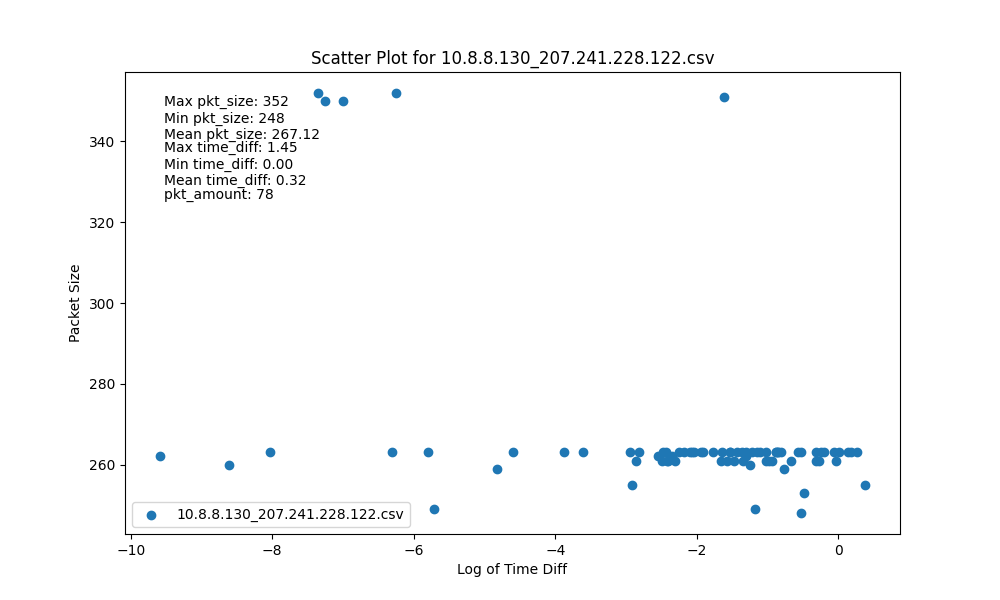 Scatter Plot for 10.8.8.130_207.241.228.122.csv
Max pkt_size: 352
Min pkt_size: 248
Mean pkt_size: 267.12
Max time_diff: 1.45
Min time_diff: 0.00
Mean time_diff: 0.32
pkt_amount: 78
340
320
300
280
260
Packet Size
10.8.8.130_207.241.228.122.csv
−10
−8
−6
−4
−2
0
Log of Time Diff